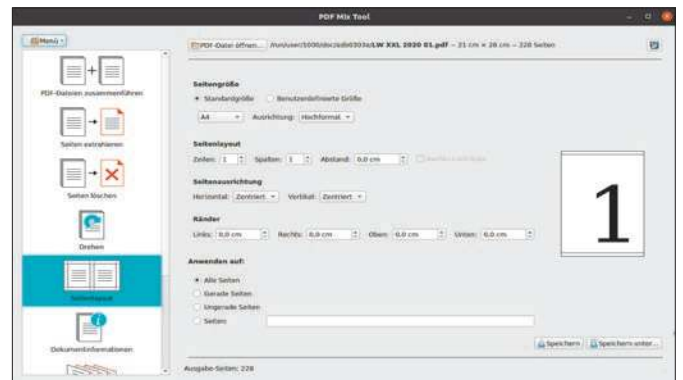 PDF Mix Tool
Menü
PDF-Datei öffnen... /LW XXL 2020 01.pdf – 21 cm × 28 cm – 228 Seiten
PDF-Dateien zusammenführen
Seiten extrahieren
Seiten löschen
Drehen
Seitenlayout
Dokumentinformationen
Seitengröße
Standardgröße Benutzerdefinierte Größe
A4 Ausrichtung: Hochformat
Seitenlayout
Zeilen: 1 Spalten: 1 Abstand: 0,0 cm
Seitenausrichtung
Horizontal: Zentriert Vertikal: Zentriert
Ränder
Links: 0,0 cm Rechts: 0,0 cm Oben: 0,0 cm Unten: 0,0 cm
1
Anwenden auf:
Alle Seiten
Gerade Seiten
Ungerade Seiten
Seiten:
Speichern Speichern unter...
Ausgabe-Seiten: 228